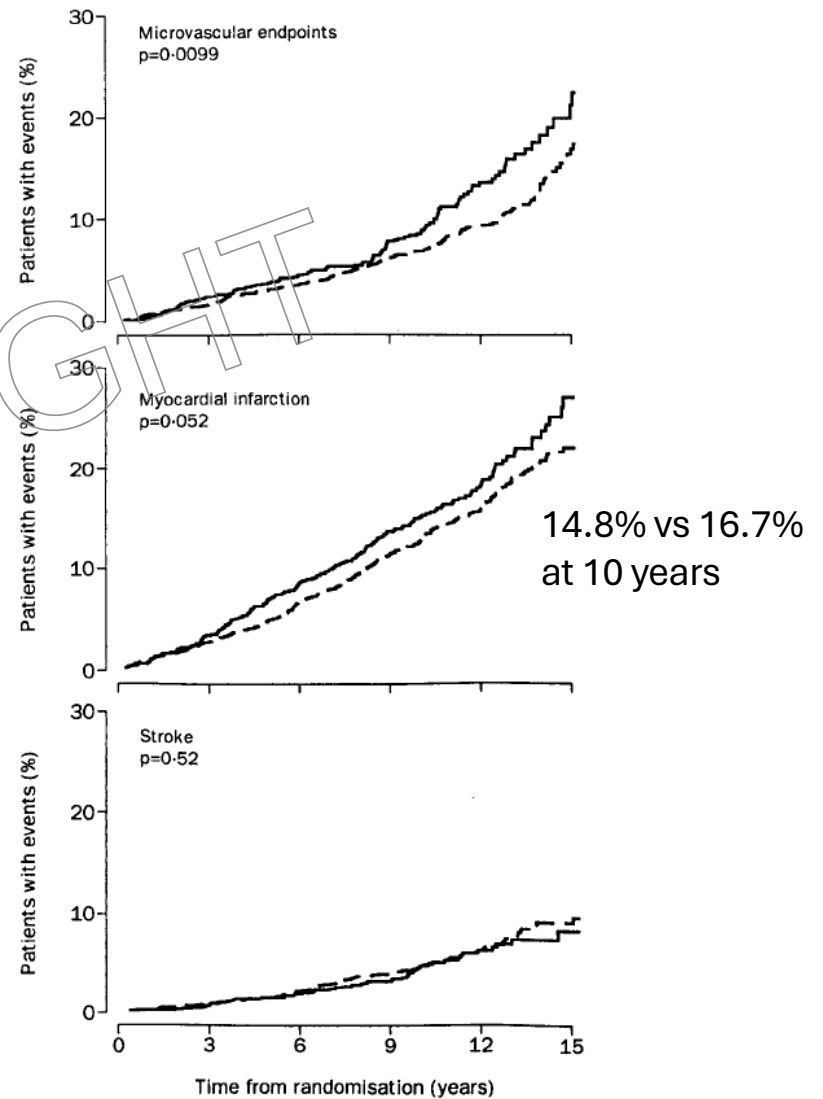 30
Microvascular endpoints
p=0·0099
Patients with events (%)
20
10
0
GHT
30
Myocardial infarction
p=0·052
Patients with events (%)
20
14.8% vs 16.7%
at 10 years
10
0
30
Stroke
p=0·52
Patients with events (%)
20
10
0
0 3 6 9 12 15
Time from randomisation (years)